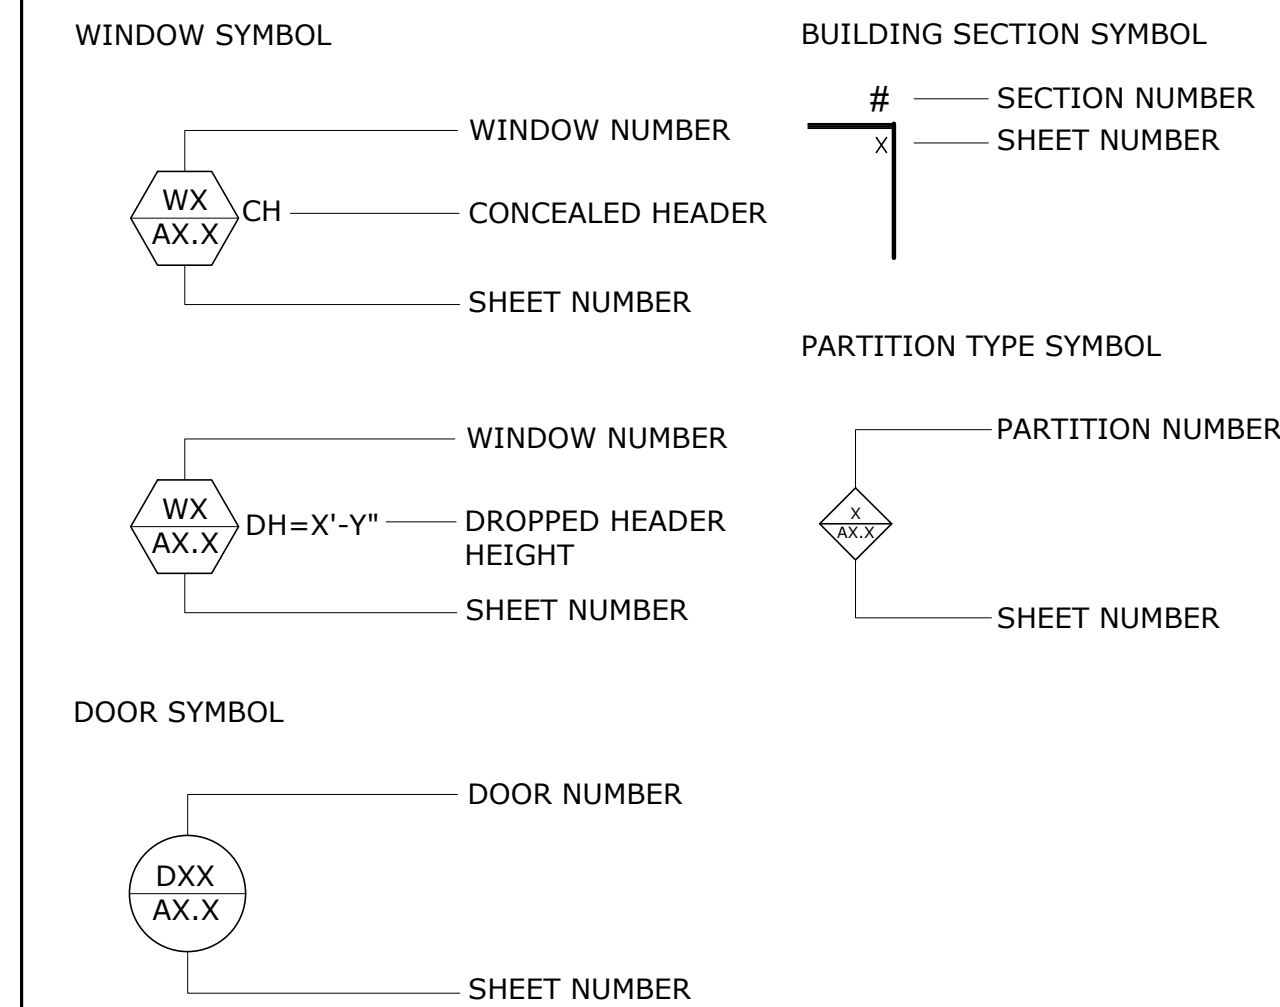 WINDOW SYMBOL
WINDOW NUMBER
WX
AX.X
CH
CONCEALED HEADER
SHEET NUMBER
WINDOW NUMBER
WX
AX.X
DH=X'-Y"
DROPPED HEADER
HEIGHT
SHEET NUMBER
DOOR SYMBOL
DOOR NUMBER
DXX
AX.X
SHEET NUMBER
BUILDING SECTION SYMBOL
#
SECTION NUMBER
X
SHEET NUMBER
PARTITION TYPE SYMBOL
PARTITION NUMBER
X
AX.X
SHEET NUMBER